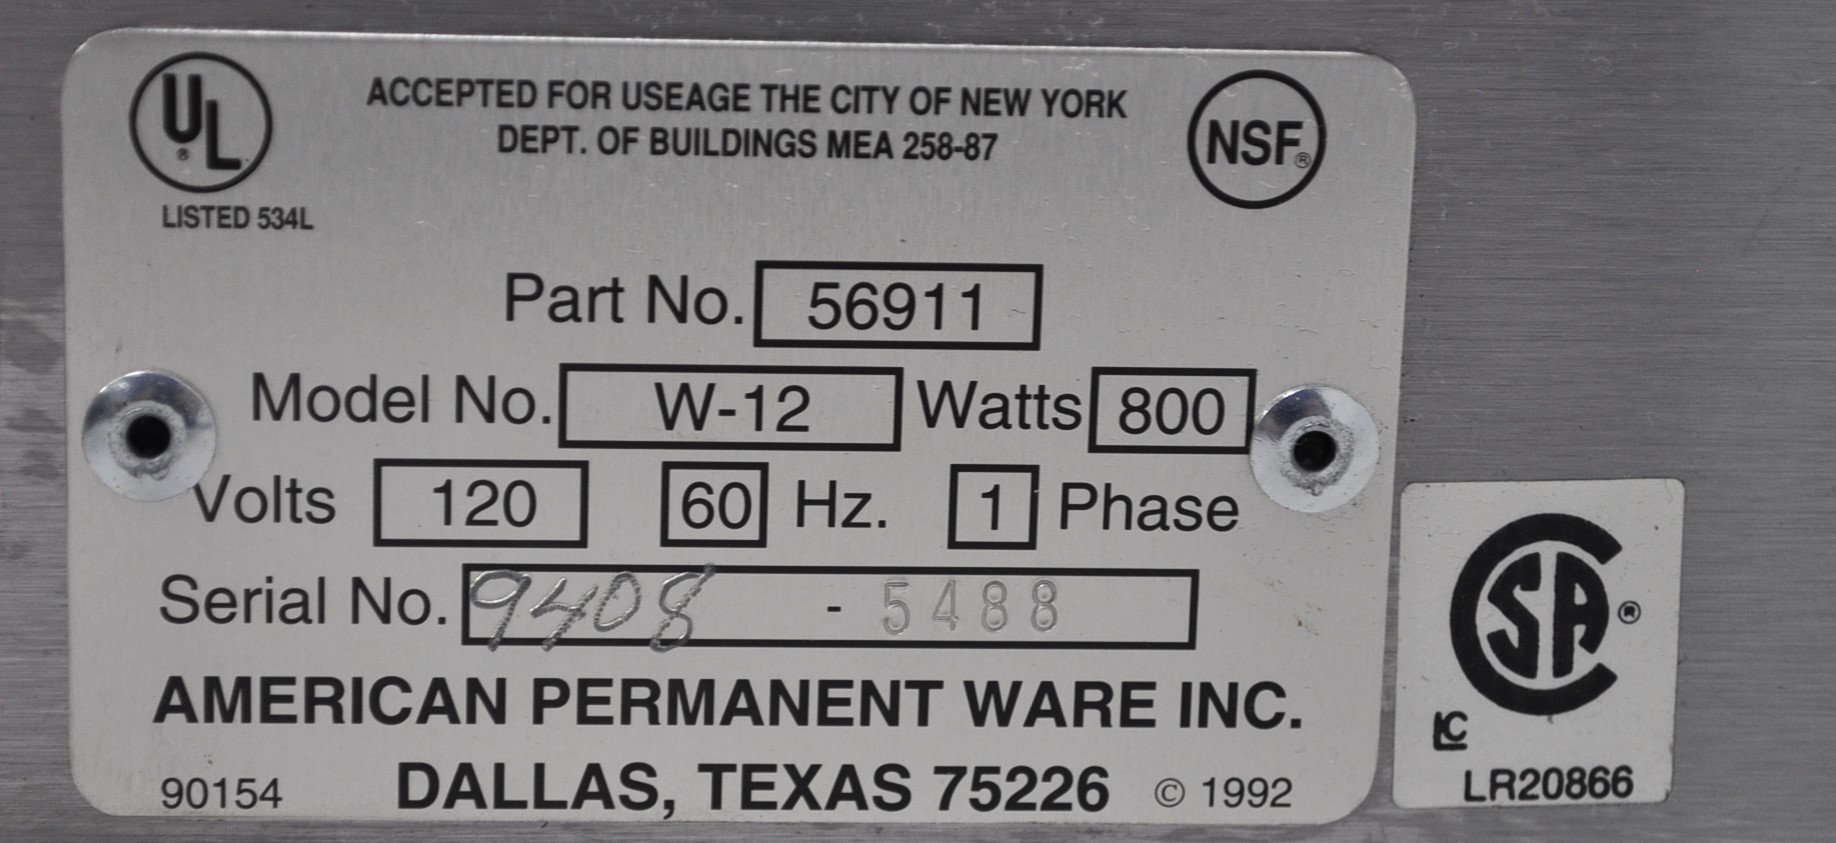 UL®
LISTED 534L
ACCEPTED FOR USEAGE THE CITY OF NEW YORK
DEPT. OF BUILDINGS MEA 258-87
NSF®
Part No. 56911
Model No. W-12 Watts 800
Volts 120 60 Hz. 1 Phase
Serial No. 9408 - 5488
AMERICAN PERMANENT WARE INC.
90154 DALLAS, TEXAS 75226 © 1992
CSA®
LC
LR20866